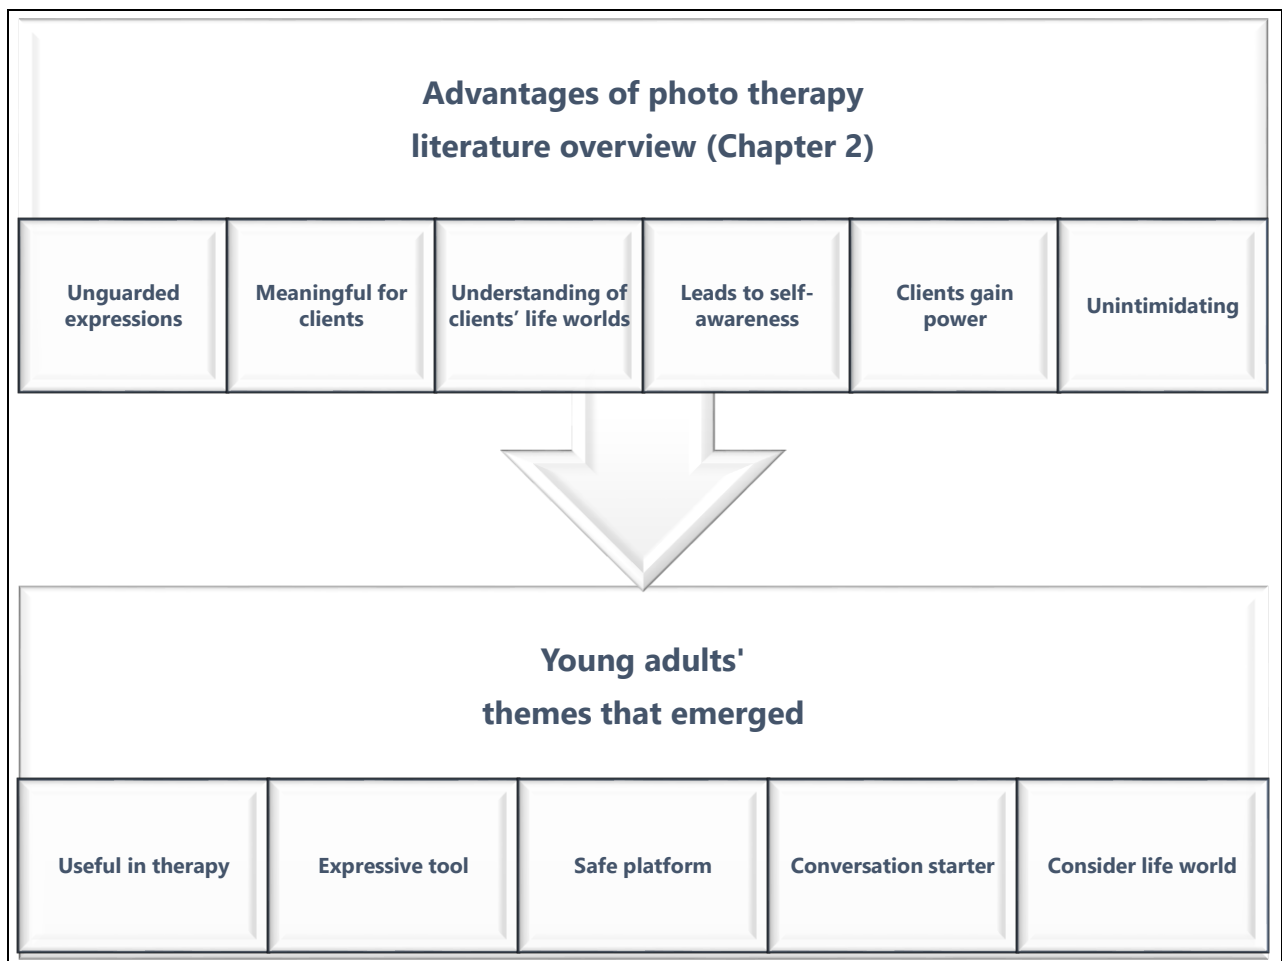 Advantages of photo therapy
literature overview (Chapter 2)
Unguarded
expressions
Meaningful for
clients
Understanding of
clients’ life worlds
Leads to self-
awareness
Clients gain
power
Unintimidating
Young adults'
themes that emerged
Useful in therapy
Expressive tool
Safe platform
Conversation starter
Consider life world